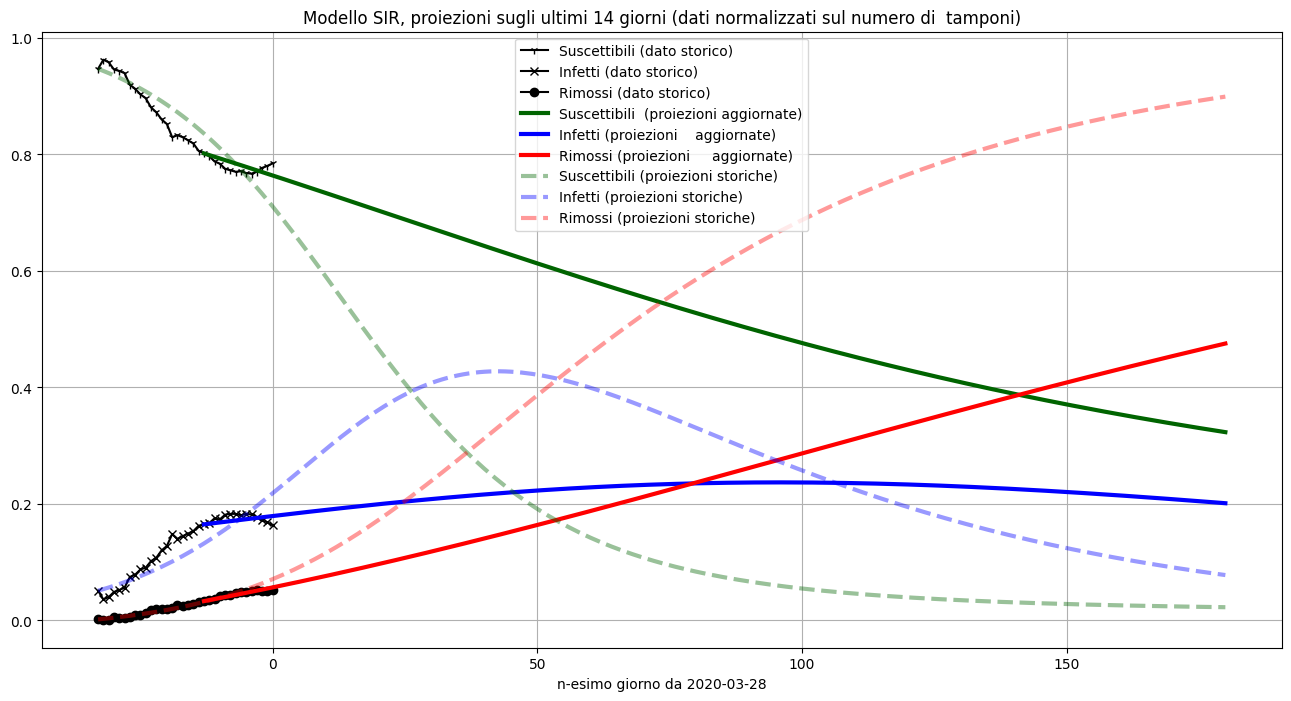 Modello SIR, proiezioni sugli ultimi 14 giorni (dati normalizzati sul numero di  tamponi)
1.0
0.8
0.6
0.4
0.2
0.0
Suscettibili (dato storico)
Infetti (dato storico)
Rimossi (dato storico)
Suscettibili  (proiezioni aggiornate)
Infetti (proiezioni    aggiornate)
Rimossi (proiezioni     aggiornate)
Suscettibili (proiezioni storiche)
Infetti (proiezioni storiche)
Rimossi (proiezioni storiche)
0 50 100 150
n-esimo giorno da 2020-03-28